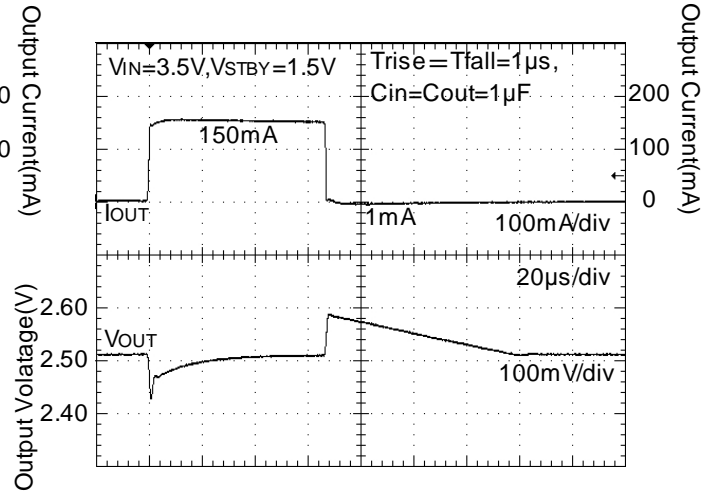 Output Current(mA)
0
0
VIN=3.5V,VSTBY=1.5V
Trise=Tfall=1µs,
Cin=Cout=1µF
150mA
IOUT
1mA
100mA/div
200
100
0
Output Current(mA)
20µs/div
Output Volatage(V)
2.60
2.50
2.40
VOUT
100mV/div